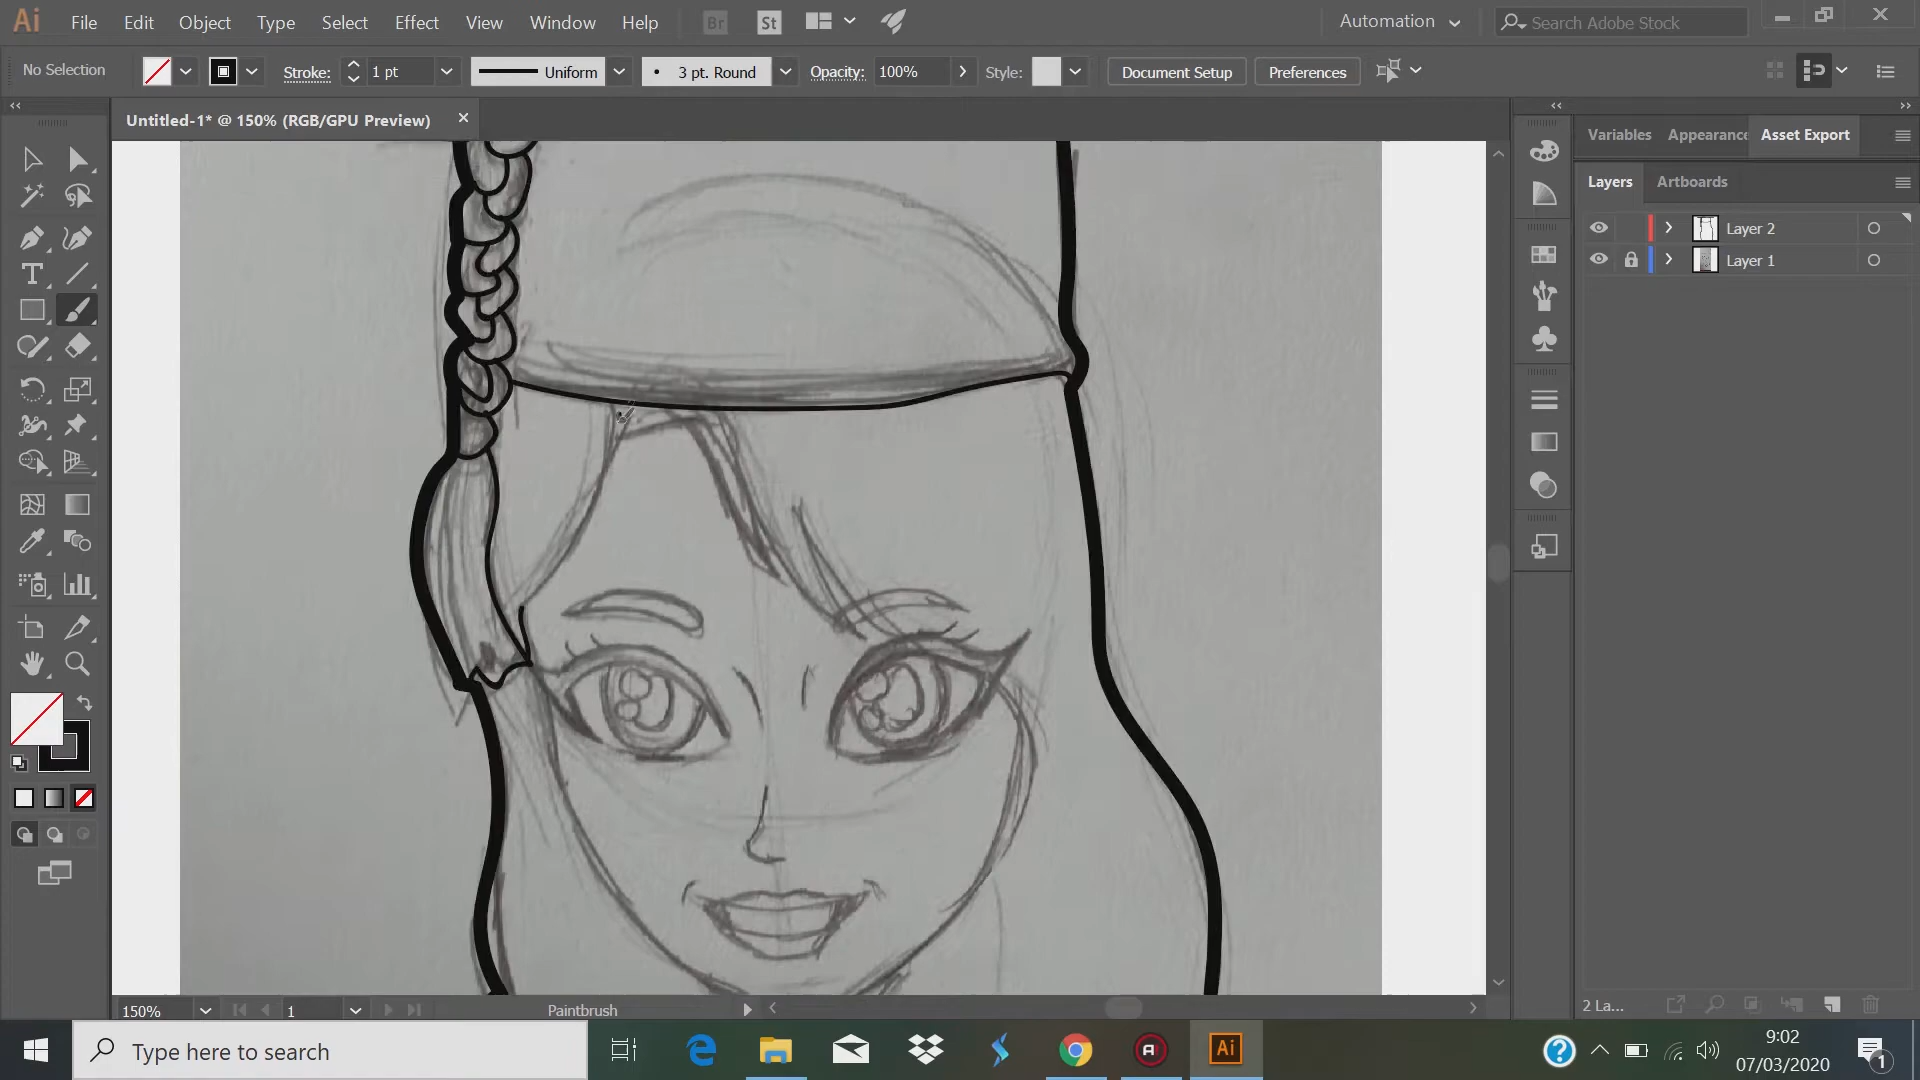 Ai File Edit Object Type Select Effect View Window Help Br St Automation Search Adobe Stock
No Selection Stroke: 1 pt Uniform 3 pt. Round Opacity: 100% Style: Document Setup Preferences
Untitled-1* @ 150% (RGB/GPU Preview)
Variables Appearance Asset Export
Layers Artboards
Layer 2
Layer 1
2 La...
150% 1 Paintbrush
Type here to search
Ai
9:02
07/03/2020
1